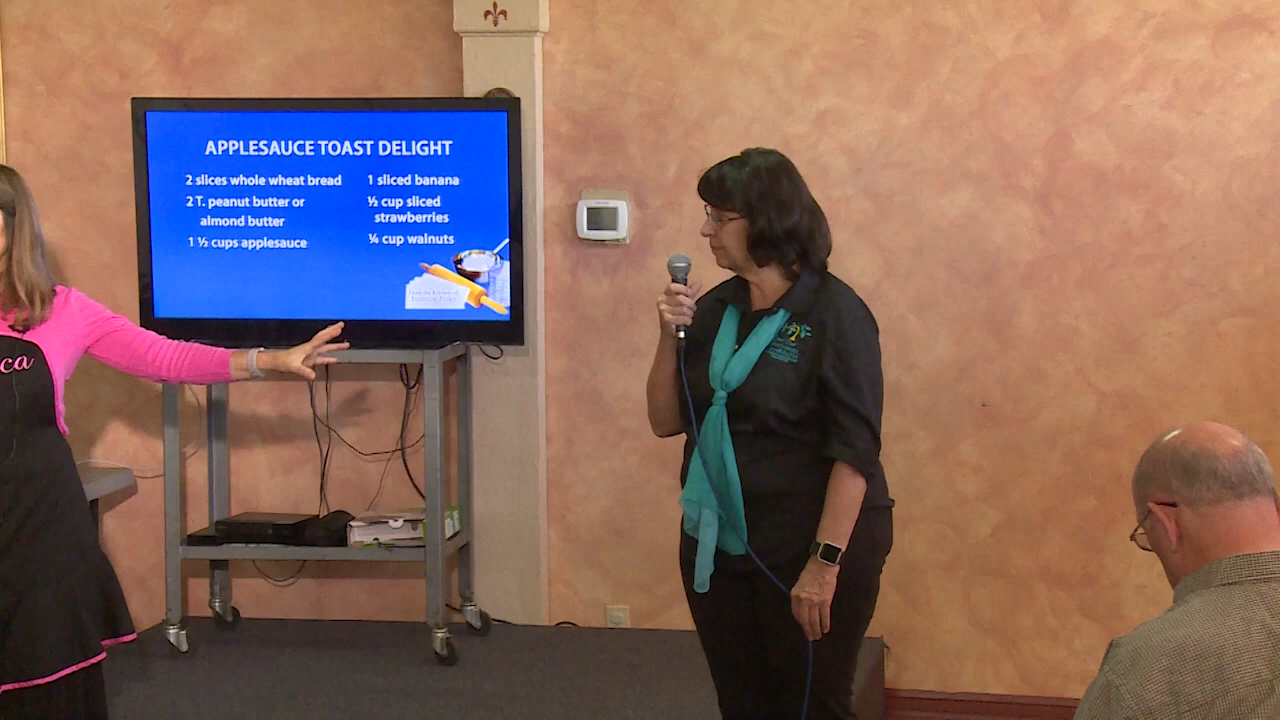 APPLESAUCE TOAST DELIGHT
2 slices whole wheat bread
2 T. peanut butter or
almond butter
1 ½ cups applesauce
1 sliced banana
½ cup sliced
strawberries
¼ cup walnuts
ca